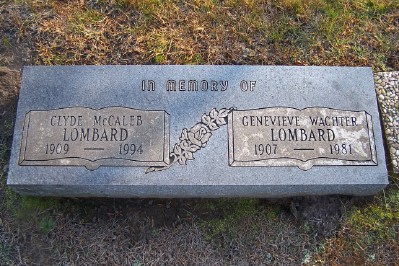 IN MEMORY OF
CLYDE McCALEB
LOMBARD
1909 — 1994
GENEVIEVE WACHTER
LOMBARD
1907 — 1981